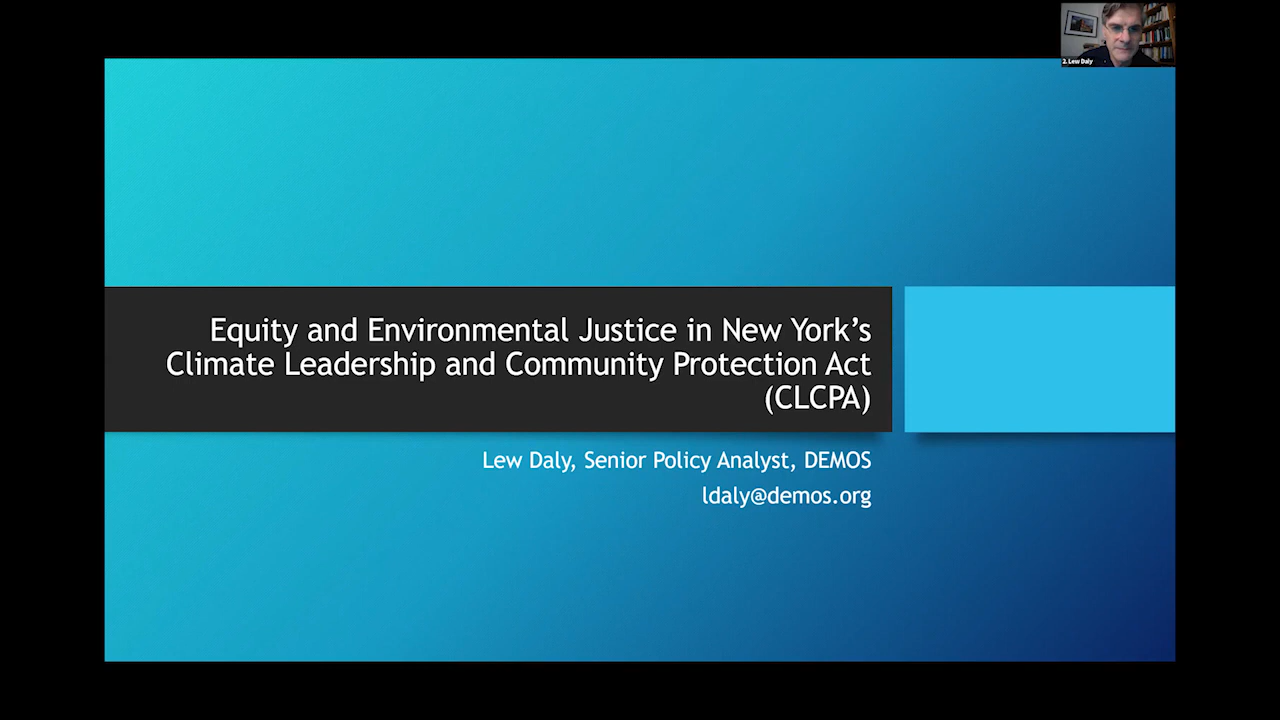 2. Lew Daly
Equity and Environmental Justice in New York’s
Climate Leadership and Community Protection Act
(CLCPA)
Lew Daly, Senior Policy Analyst, DEMOS
ldaly@demos.org